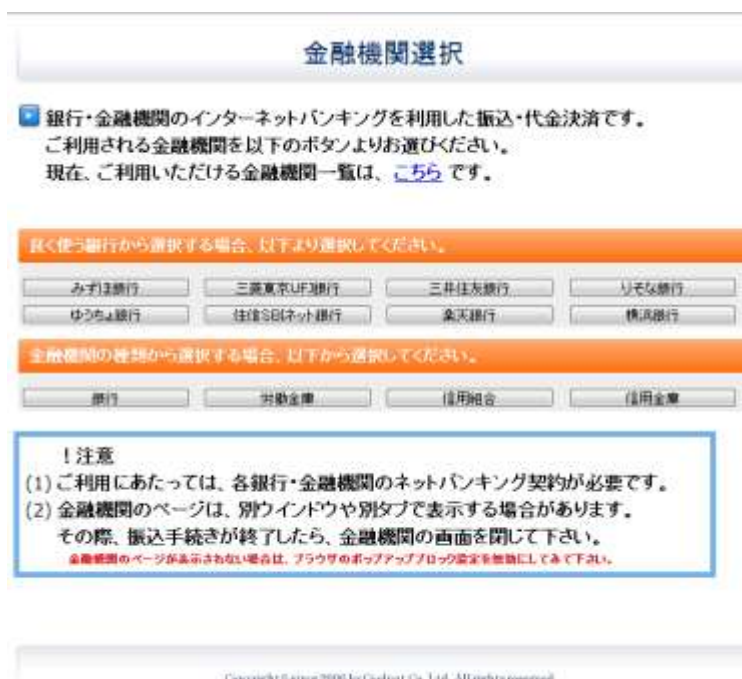 金融機関選択
銀行・金融機関のインターネットバンキングを利用した振込・代金決済です。
ご利用される金融機関を以下のボタンよりお選びください。
現在、ご利用いただける金融機関一覧は、こちら です。
良く使う銀行から選択する場合、以下より選択してください。
みずほ銀行 三菱東京UFJ銀行 三井住友銀行 りそな銀行
ゆうちょ銀行 住信SBIネット銀行 楽天銀行 横浜銀行
金融機関の種類から選択する場合、以下から選択してください。
銀行 労働金庫 信用組合 信用金庫
！注意
(1) ご利用にあたっては、各銀行・金融機関のネットバンキング契約が必要です。
(2) 金融機関のページは、別ウインドウや別タブで表示する場合があります。
その際、振込手続きが終了したら、金融機関の画面を閉じて下さい。
金融機関のページが表示されない場合は、ブラウザのポップアップブロック設定を無効にしてみて下さい。
Copyright © since 2000 by Co., Ltd. All rights reserved.